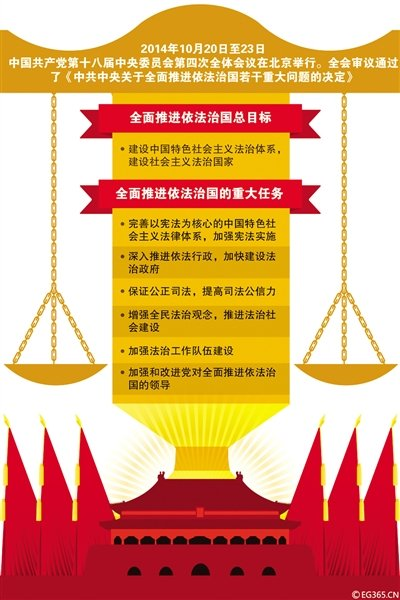 2014年10月20日至23日
中国共产党第十八届中央委员会第四次全体会议在北京举行。全会审议通过
了《中共中央关于全面推进依法治国若干重大问题的决定》
全面推进依法治国总目标
• 建设中国特色社会主义法治体系，
建设社会主义法治国家
全面推进依法治国的重大任务
• 完善以宪法为核心的中国特色社
会主义法律体系，加强宪法实施
• 深入推进依法行政，加快建设法
治政府
• 保证公正司法，提高司法公信力
• 增强全民法治观念，推进法治社
会建设
• 加强法治工作队伍建设
• 加强和改进党对全面推进依法治
国的领导
©EG365.CN